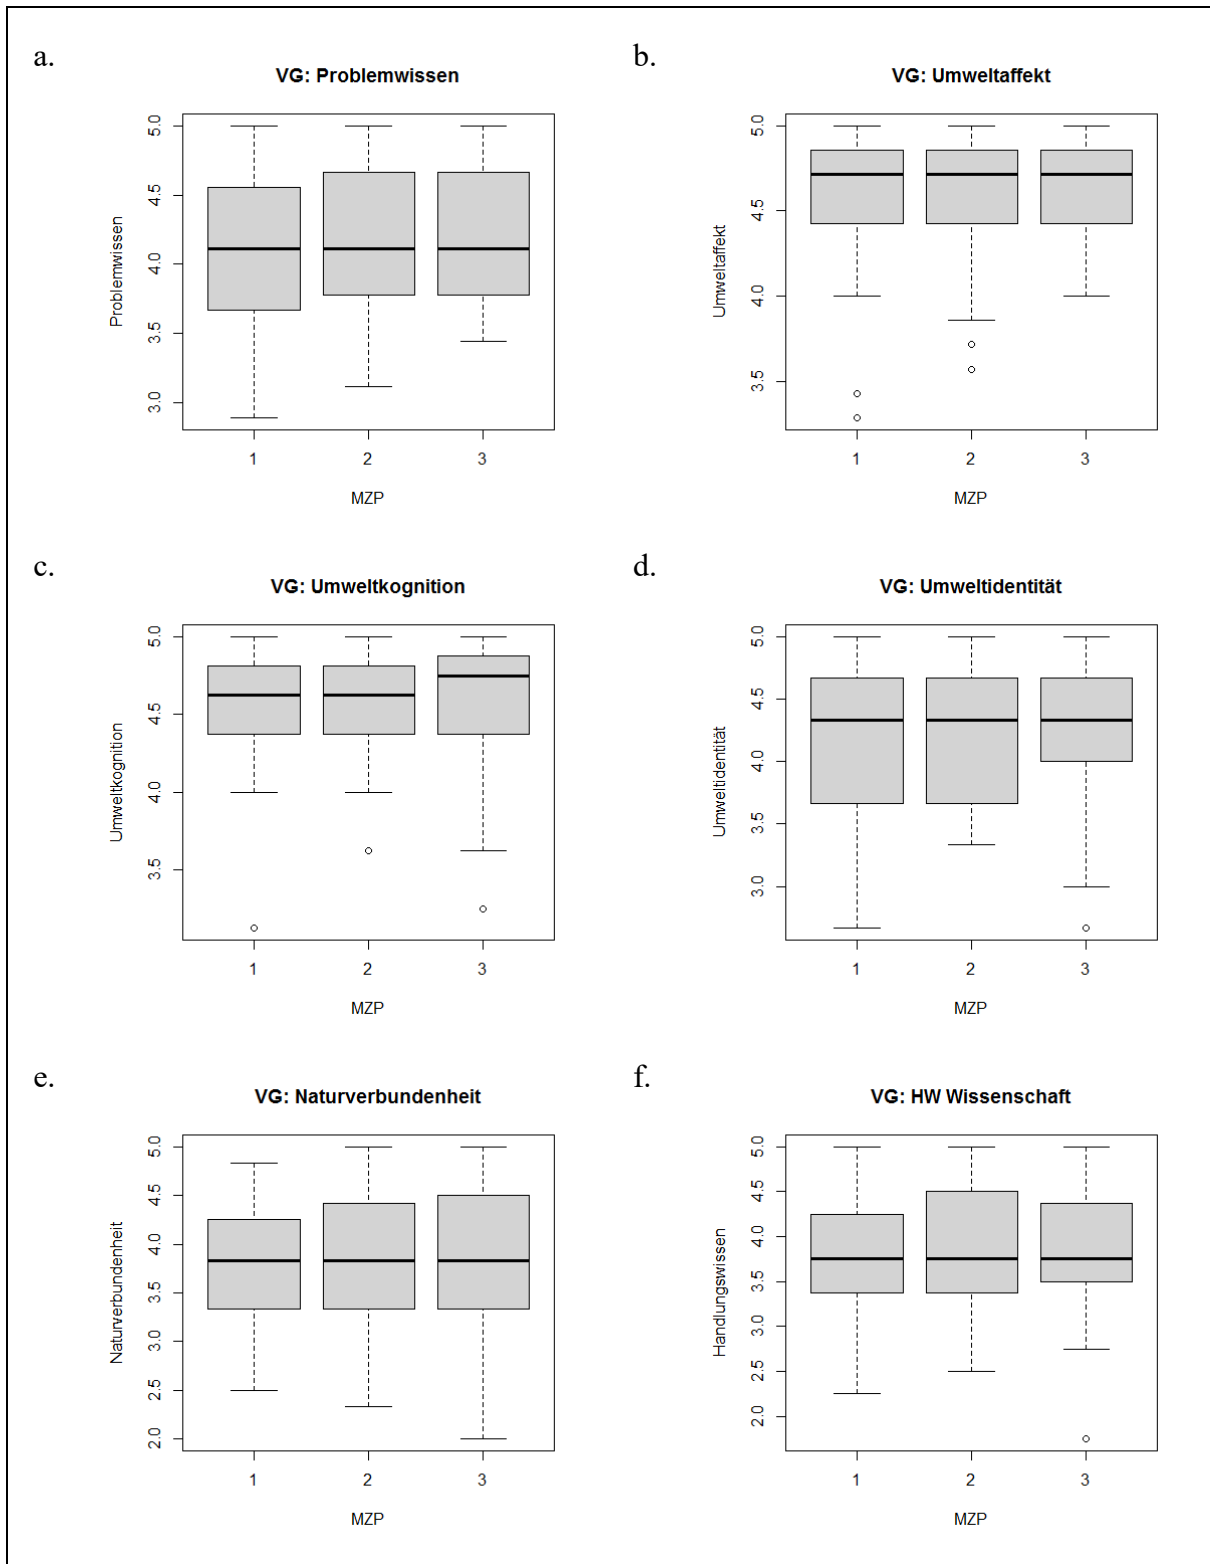 a.
VG: Problemwissen
Problemwissen
5.0
4.5
4.0
3.5
3.0
1 2 3
MZP
b.
VG: Umweltaffekt
Umweltaffekt
5.0
4.5
4.0
3.5
1 2 3
MZP
c.
VG: Umweltkognition
Umweltkognition
5.0
4.5
4.0
3.5
1 2 3
MZP
d.
VG: Umweltidentität
Umweltidentität
5.0
4.5
4.0
3.5
3.0
1 2 3
MZP
e.
VG: Naturverbundenheit
Naturverbundenheit
5.0
4.5
4.0
3.5
3.0
2.5
2.0
1 2 3
MZP
f.
VG: HW Wissenschaft
Handlungswissen
5.0
4.5
4.0
3.5
3.0
2.5
2.0
1 2 3
MZP